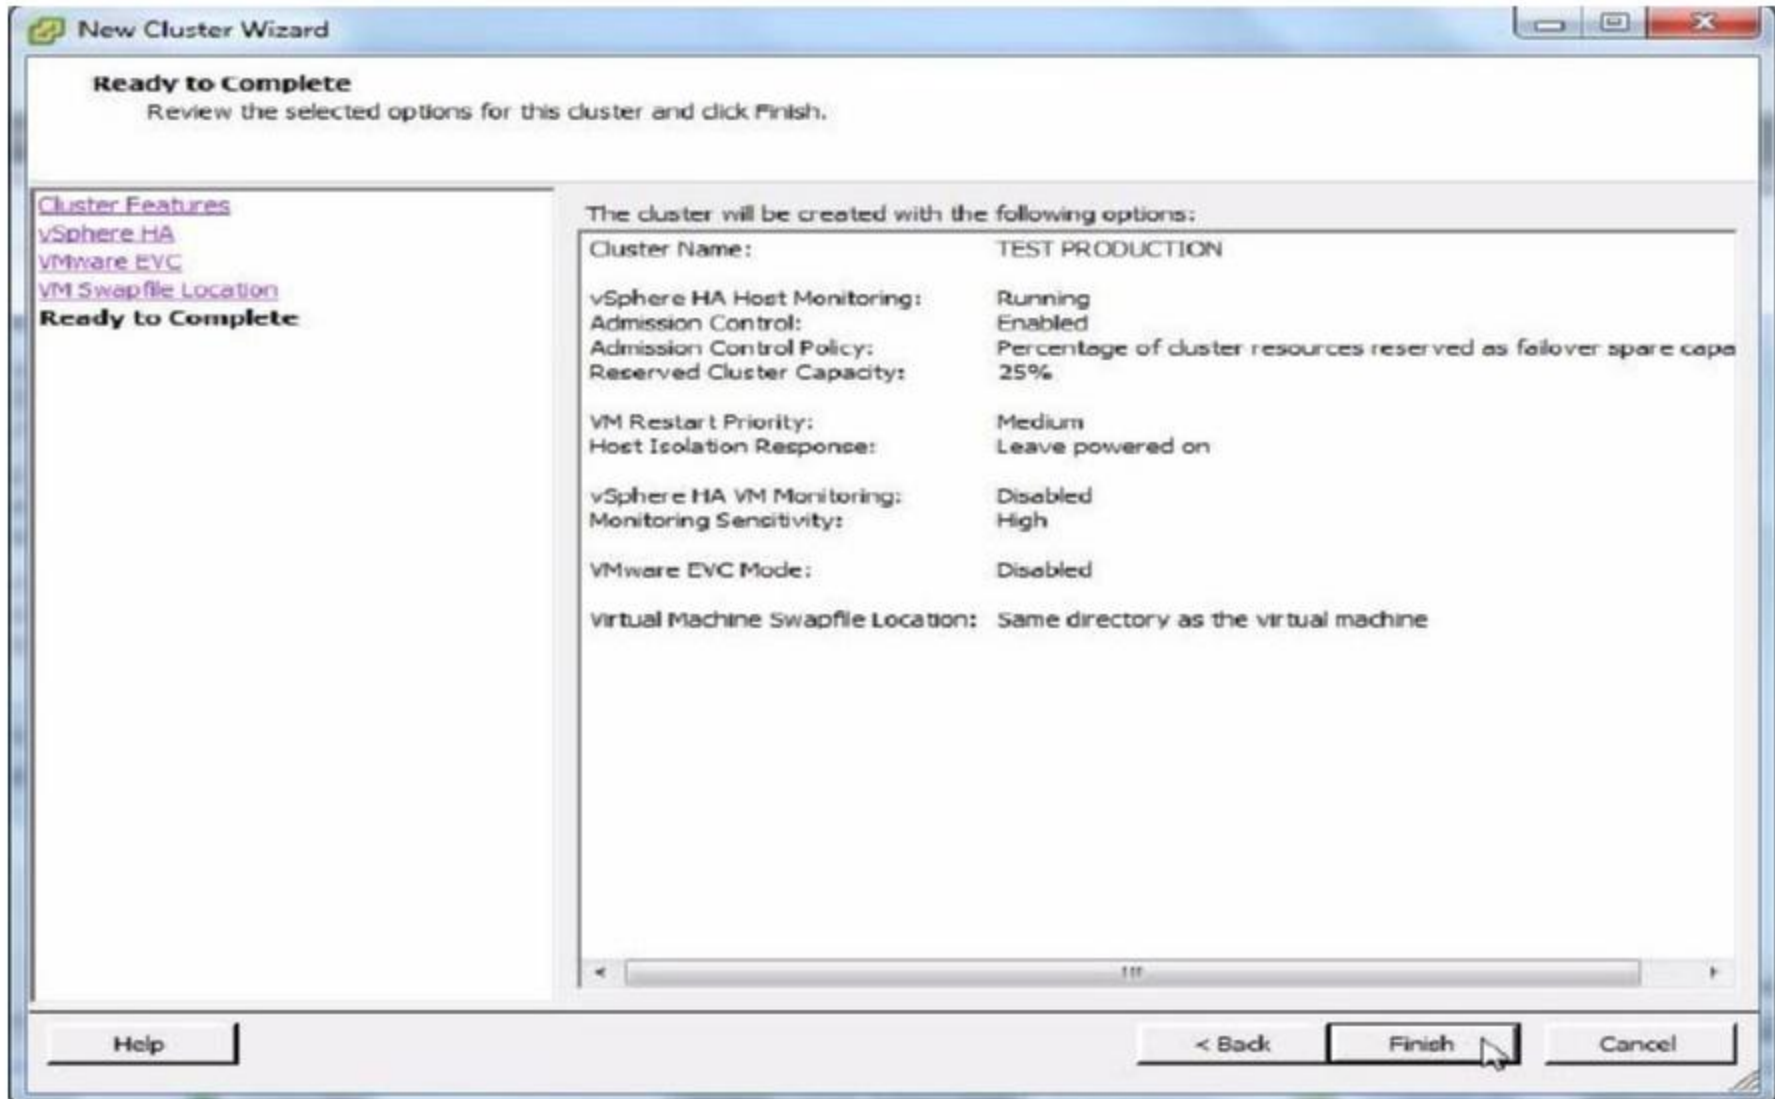 New Cluster Wizard
Ready to Complete
Review the selected options for this cluster and click Finish.
Cluster Features
vSphere HA
VMware EVC
VM Swapfile Location
Ready to Complete
The cluster will be created with the following options:
Cluster Name: TEST PRODUCTION
vSphere HA Host Monitoring: Running
Admission Control: Enabled
Admission Control Policy: Percentage of cluster resources reserved as failover spare capa
Reserved Cluster Capacity: 25%
VM Restart Priority: Medium
Host Isolation Response: Leave powered on
vSphere HA VM Monitoring: Disabled
Monitoring Sensitivity: High
VMware EVC Mode: Disabled
Virtual Machine Swapfile Location: Same directory as the virtual machine
Help < Back Finish Cancel